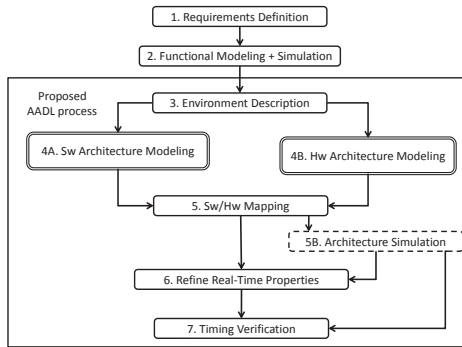 1. Requirements Definition
2. Functional Modeling + Simulation
Proposed
AADL process
3. Environment Description
4A. Sw Architecture Modeling
4B. Hw Architecture Modeling
5. Sw/Hw Mapping
5B. Architecture Simulation
6. Refine Real-Time Properties
7. Timing Verification